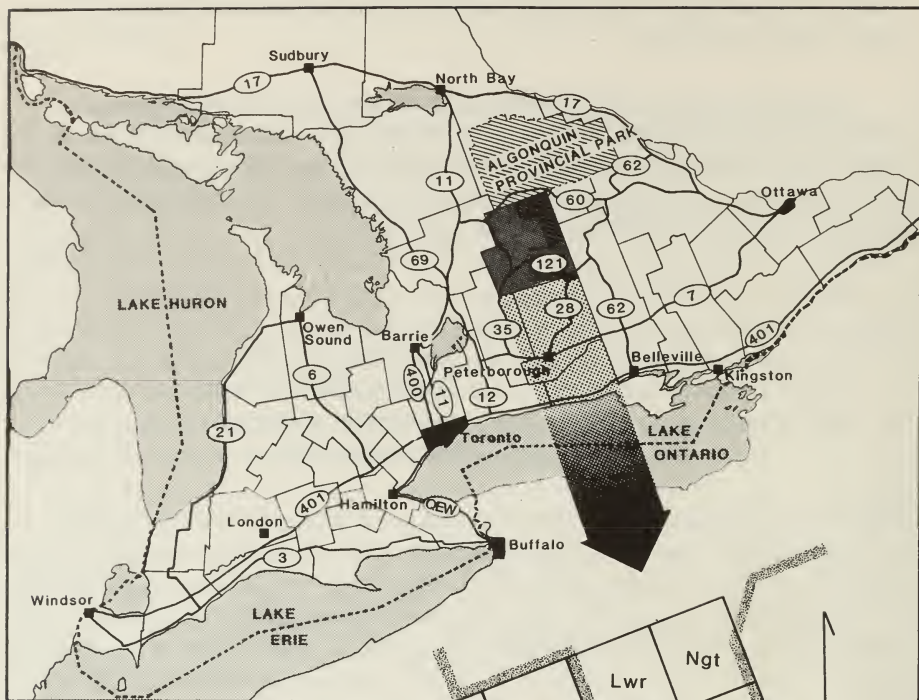 Sudbury
17
North Bay
17
ALGONQUIN
PROVINCIAL PARK
62
11
60
Ottawa
69
121
LAKE HURON
28
62
7
Owen
Sound
35
Barrie
401
6
400
Peterborough
Belleville
Kingston
11
12
21
Toronto
LAKE
ONTARIO
401
Hamilton
QEW
London
3
Buffalo
Windsor
LAKE
ERIE
Lwr
Ngt